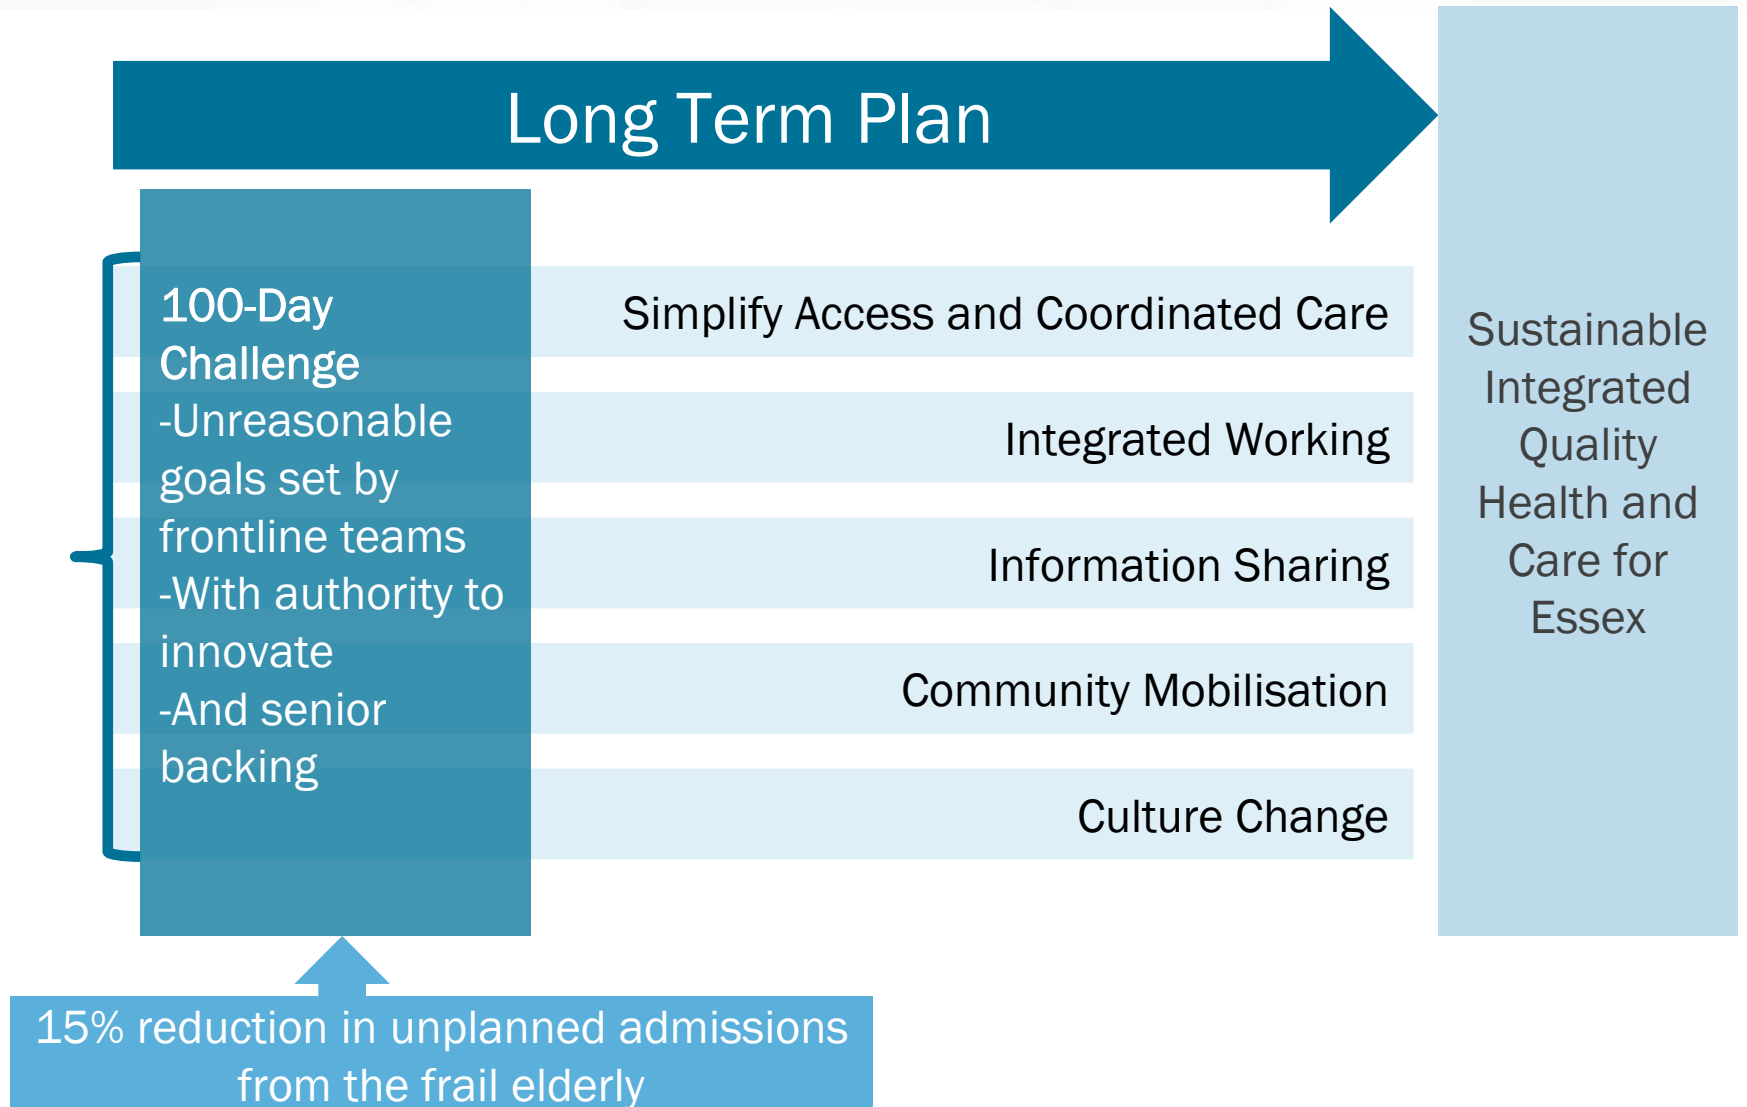 Long Term Plan
100-Day
Challenge
-Unreasonable
goals set by
frontline teams
-With authority to
innovate
-And senior
backing
Simplify Access and Coordinated Care
Integrated Working
Information Sharing
Community Mobilisation
Culture Change
Sustainable
Integrated
Quality
Health and
Care for
Essex
15% reduction in unplanned admissions
from the frail elderly